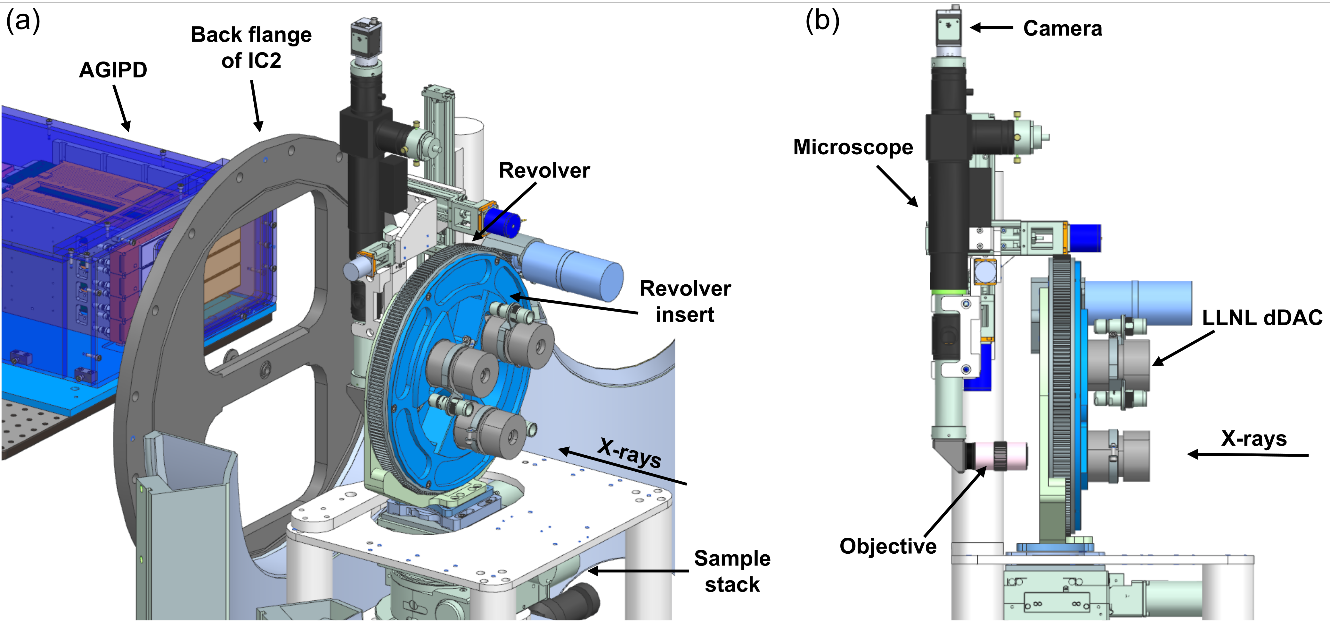 (a)
Back flange
of IC2
AGIPD
Revolver
Revolver
insert
X-rays
Sample
stack
(b)
Camera
Microscope
LLNL dDAC
X-rays
Objective